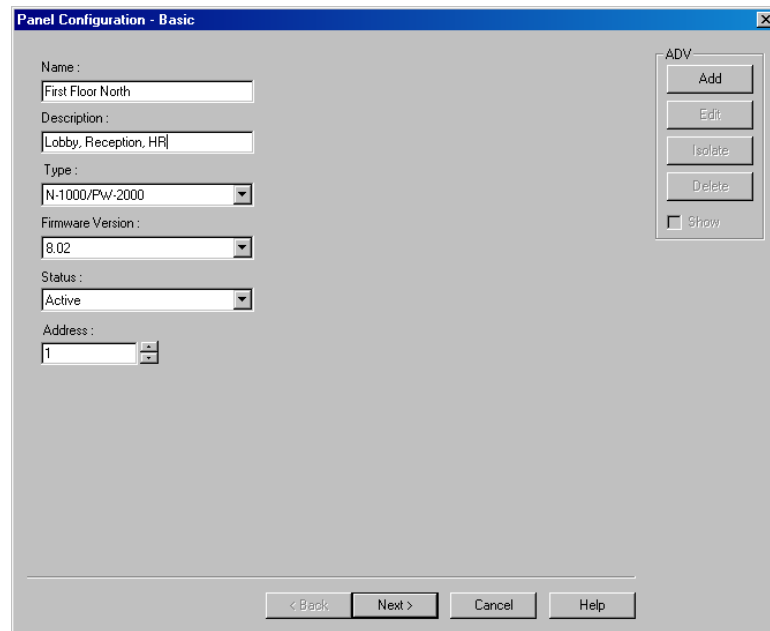 Panel Configuration - Basic
Name :
First Floor North
Description :
Lobby, Reception, HR
Type :
N-1000/PW-2000
Firmware Version :
8.02
Status :
Active
Address :
1
ADV
Add
Edit
Isolate
Delete
Show
< Back
Next >
Cancel
Help